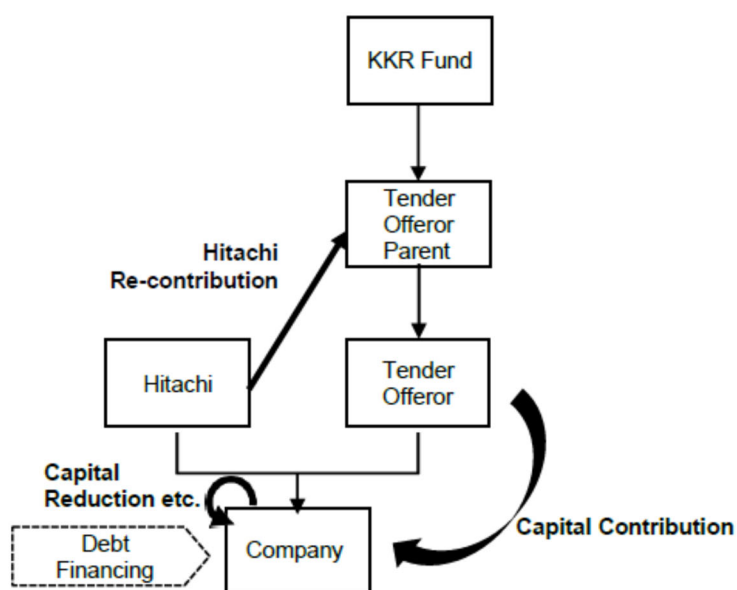 KKR Fund
Tender
Offeror
Parent
Hitachi
Re-contribution
Hitachi
Tender
Offeror
Capital
Reduction etc.
Capital Contribution
Debt
Financing
Company